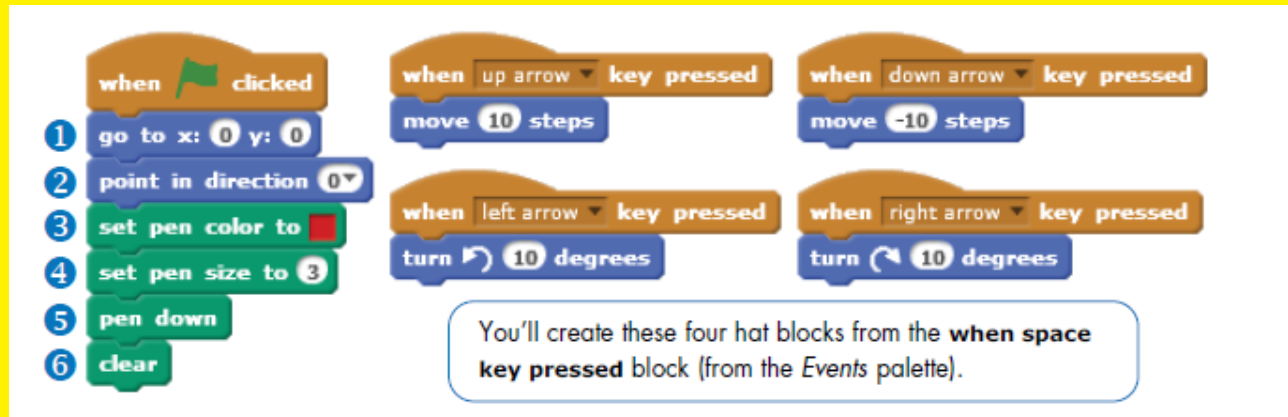 when clicked
1 go to x: 0 y: 0
2 point in direction 0
3 set pen color to
4 set pen size to 3
5 pen down
6 clear
when up arrow key pressed
move 10 steps
when down arrow key pressed
move -10 steps
when left arrow key pressed
turn 10 degrees
when right arrow key pressed
turn 10 degrees
You'll create these four hat blocks from the when space
key pressed block (from the Events palette).